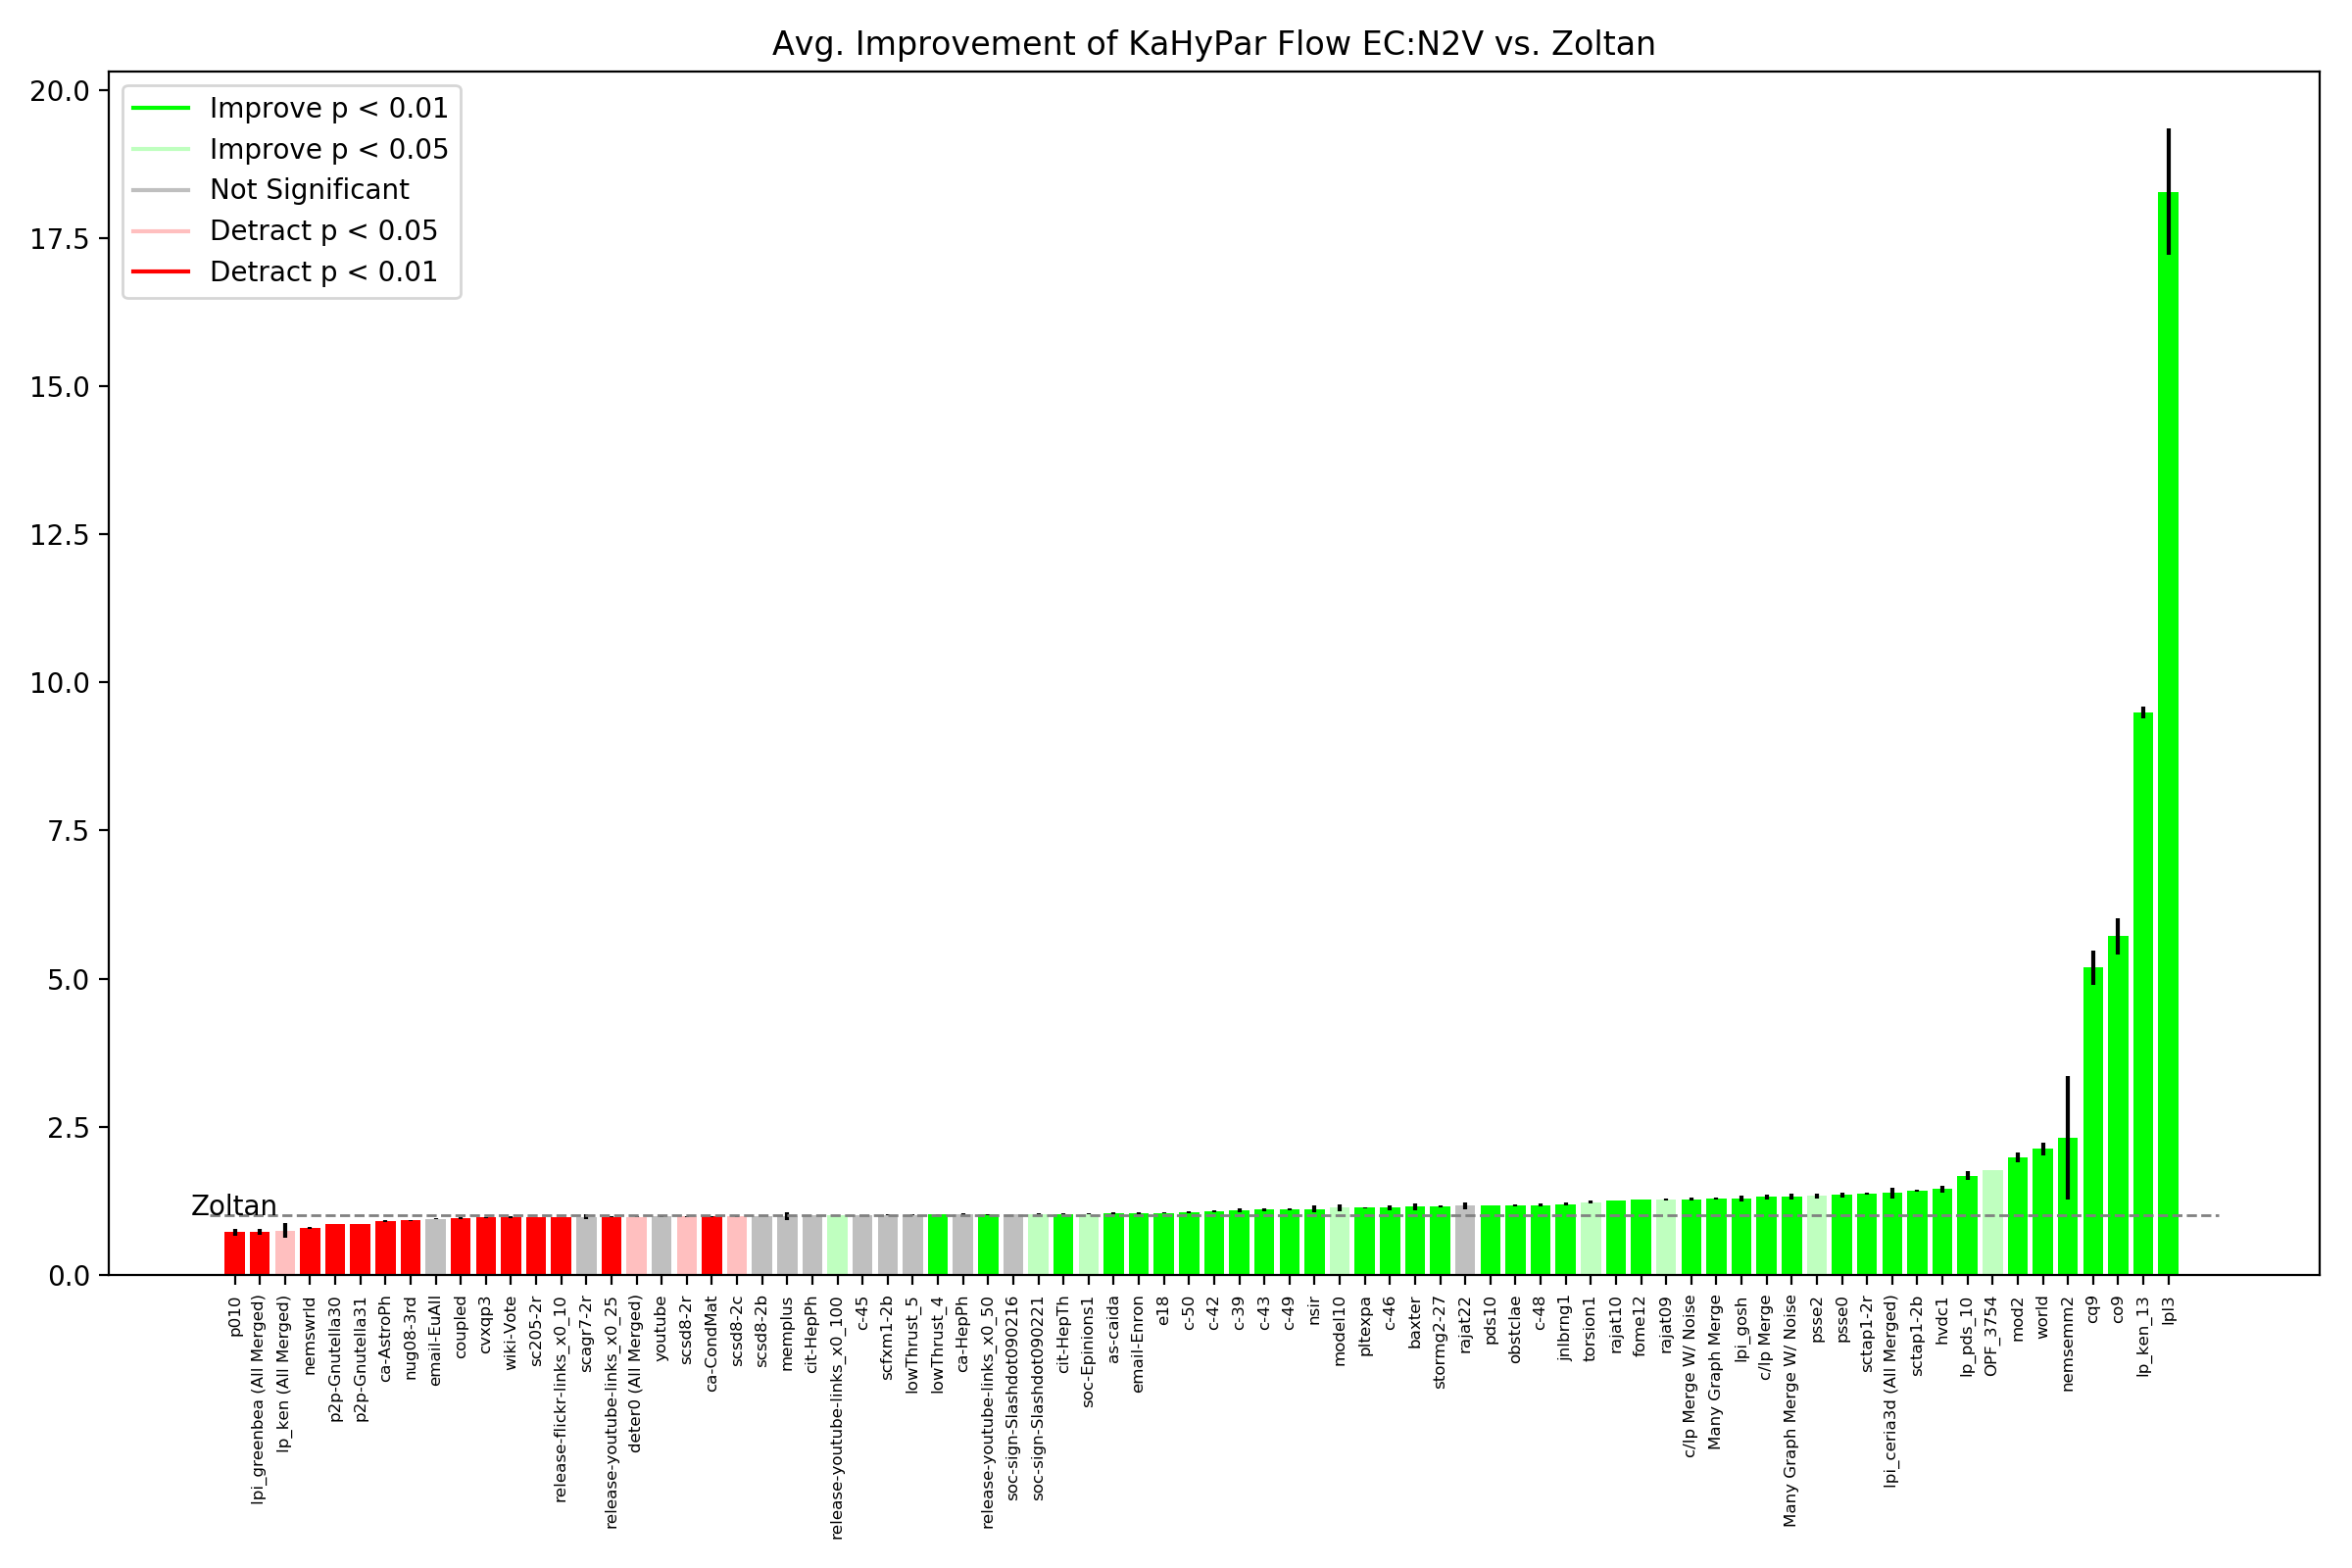 Avg. Improvement of KaHyPar Flow EC:N2V vs. Zoltan
20.0
17.5
15.0
12.5
10.0
7.5
5.0
2.5
0.0
Improve p < 0.01
Improve p < 0.05
Not Significant
Detract p < 0.05
Detract p < 0.01
Zoltan
p010
lpi_greenbea (All Merged)
lp_ken (All Merged)
nemswrld
p2p-Gnutella30
p2p-Gnutella31
ca-AstroPh
nug08-3rd
email-EuAll
coupled
cvxqp3
wiki-Vote
sc205-2r
release-flickr-links_x0_10
scagr7-2r
release-youtube-links_x0_25
deter0 (All Merged)
youtube
scsd8-2r
ca-CondMat
scsd8-2c
scsd8-2b
memplus
cit-HepPh
release-youtube-links_x0_100
c-45
scfxm1-2b
lowThrust_5
lowThrust_4
ca-HepPh
release-youtube-links_x0_50
soc-sign-Slashdot090216
soc-sign-Slashdot090221
cit-HepTh
soc-Epinions1
as-caida
email-Enron
e18
c-50
c-42
c-39
c-43
c-49
nsir
model10
pltexpa
c-46
baxter
stormg2-27
rajat22
pds10
obstclae
c-48
jnlbrng1
torsion1
rajat10
fome12
rajat09
c/lp Merge W/ Noise
Many Graph Merge
lpi_gosh
c/lp Merge
Many Graph Merge W/ Noise
psse2
psse0
sctap1-2r
lpi_ceria3d (All Merged)
sctap1-2b
hvdc1
lp_pds_10
OPF_3754
mod2
world
nemsemm2
cq9
co9
lp_ken_13
lpl3